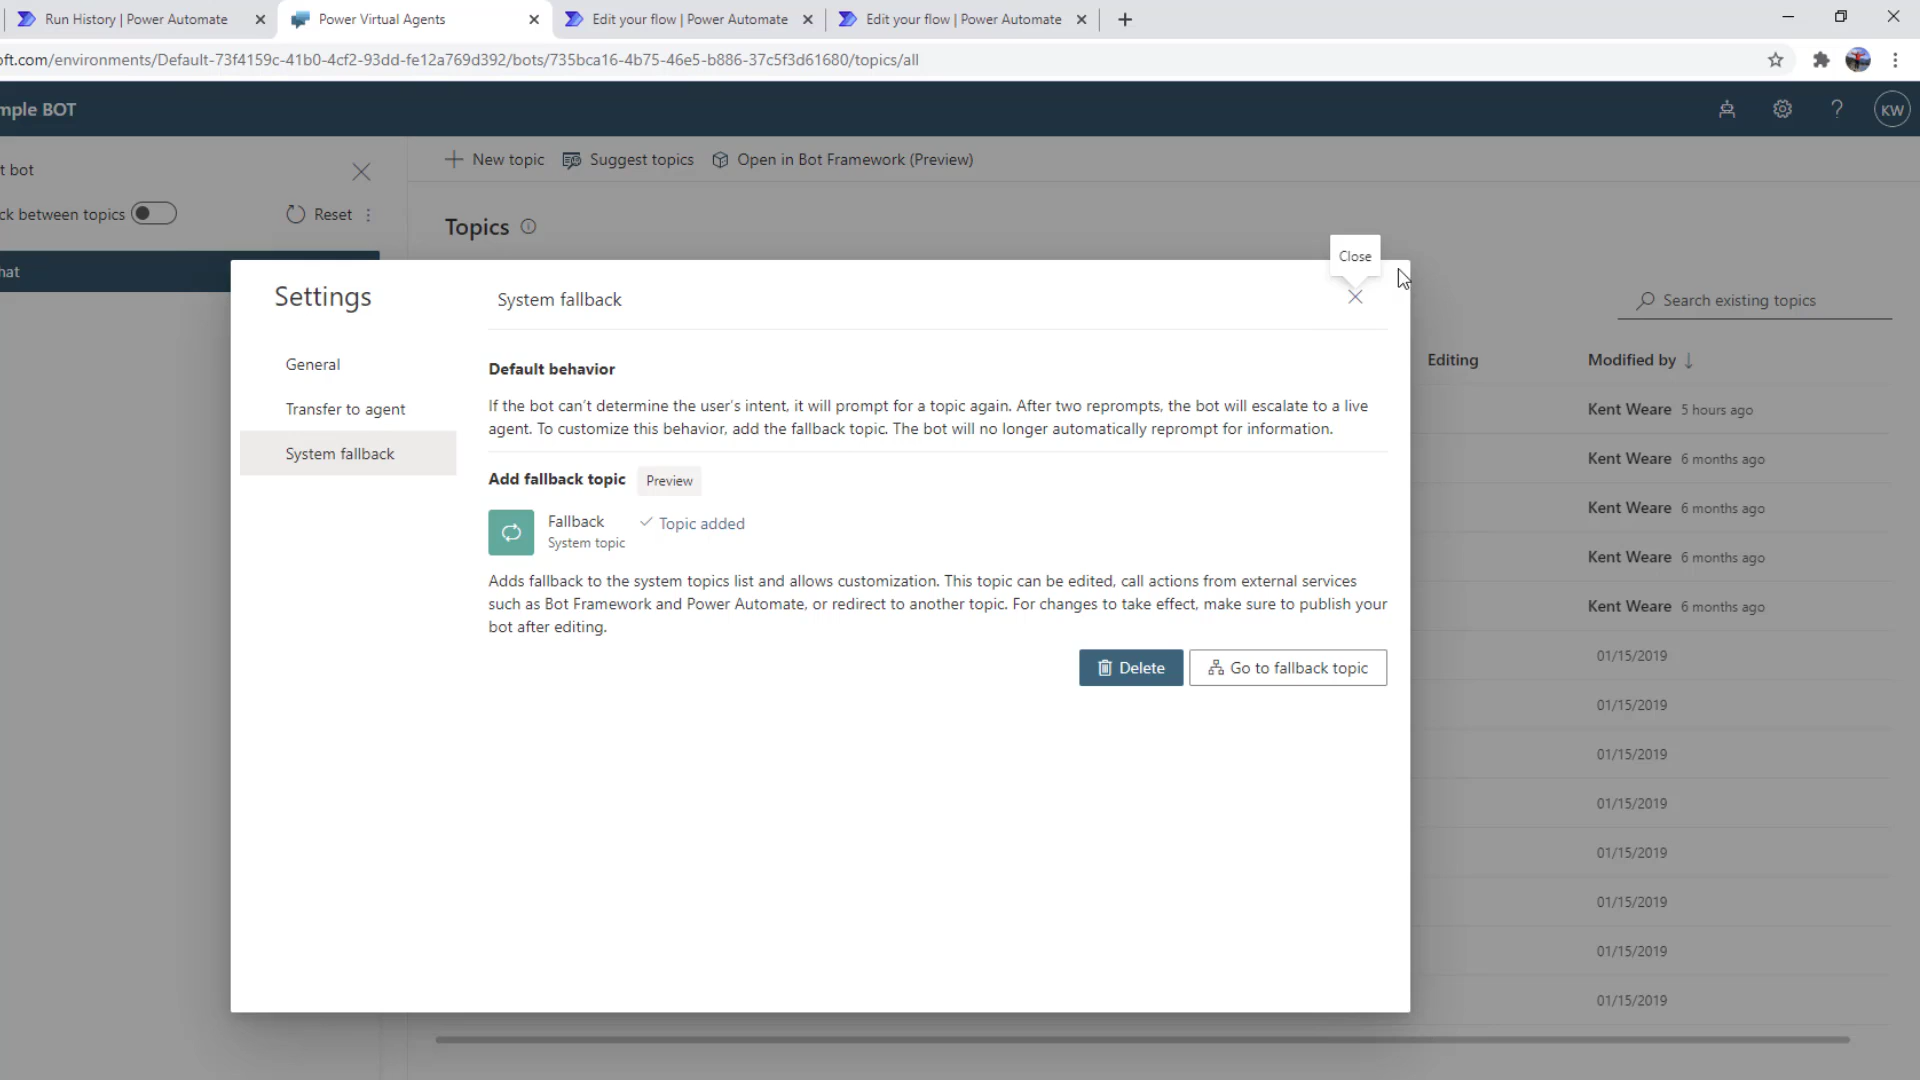 Run History | Power Automate
Power Virtual Agents
Edit your flow | Power Automate
Edit your flow | Power Automate
oft.com/environments/Default-73f4159c-41b0-4cf2-93dd-fe12a769d392/bots/735bca16-4b75-46e5-b886-37c5f3d61680/topics/all
mple BOT
KW
t bot
New topic
Suggest topics
Open in Bot Framework (Preview)
ck between topics
Reset
Topics
hat
Close
Settings
System fallback
Search existing topics
General
Transfer to agent
System fallback
Default behavior
If the bot can't determine the user's intent, it will prompt for a topic again. After two reprompts, the bot will escalate to a live
agent. To customize this behavior, add the fallback topic. The bot will no longer automatically reprompt for information.
Add fallback topic
Preview
Fallback
Topic added
System topic
Adds fallback to the system topics list and allows customization. This topic can be edited, call actions from external services
such as Bot Framework and Power Automate, or redirect to another topic. For changes to take effect, make sure to publish your
bot after editing.
Delete
Go to fallback topic
Editing
Modified by
Kent Weare 5 hours ago
Kent Weare 6 months ago
Kent Weare 6 months ago
Kent Weare 6 months ago
Kent Weare 6 months ago
01/15/2019
01/15/2019
01/15/2019
01/15/2019
01/15/2019
01/15/2019
01/15/2019
01/15/2019